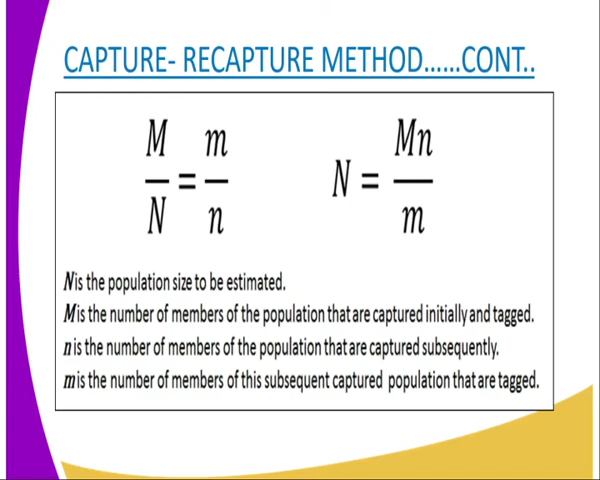 CAPTURE- RECAPTURE METHOD......CONT..
M/N = m/n N = Mn/m
N is the population size to be estimated.
M is the number of members of the population that are captured initially and tagged.
n is the number of members of the population that are captured subsequently.
m is the number of members of this subsequent captured population that are tagged.